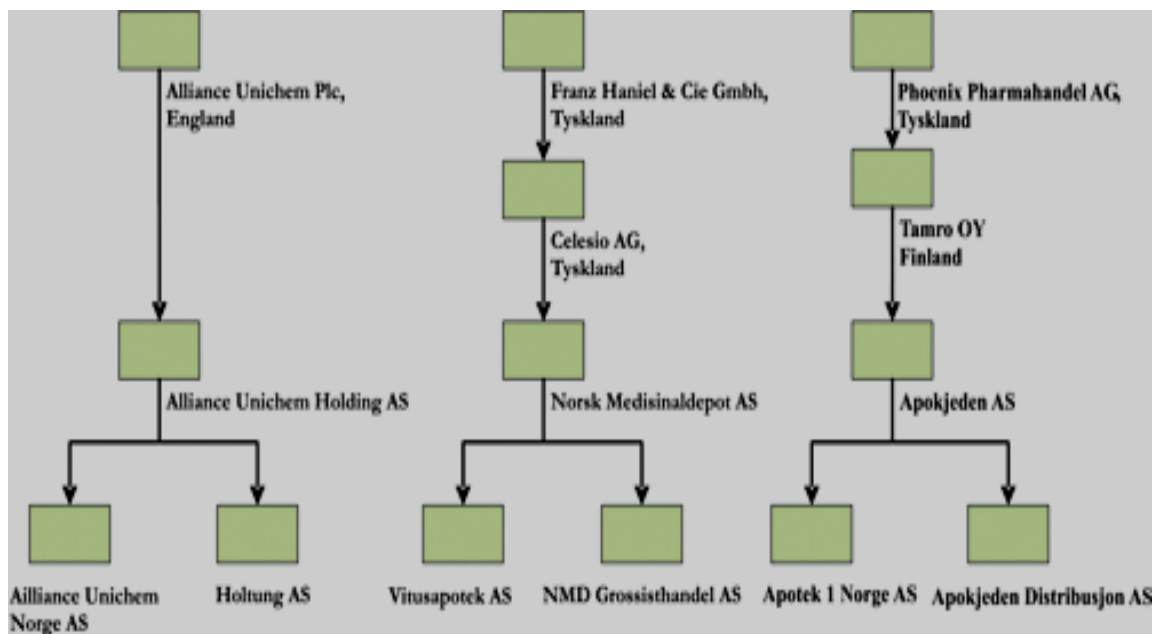 Alliance Unichem Plc,
England
Franz Haniel & Cie Gmbh,
Tyskland
Phoenix Pharmahandel AG,
Tyskland
Celesio AG,
Tyskland
Tamro OY
Finland
Alliance Unichem Holding AS
Norsk Medisinaldepot AS
Apokjeden AS
Ailliance Unichem
Norge AS
Holtung AS
Vitusapotek AS
NMD Grossisthandel AS
Apotek 1 Norge AS
Apokjeden Distribusjon AS